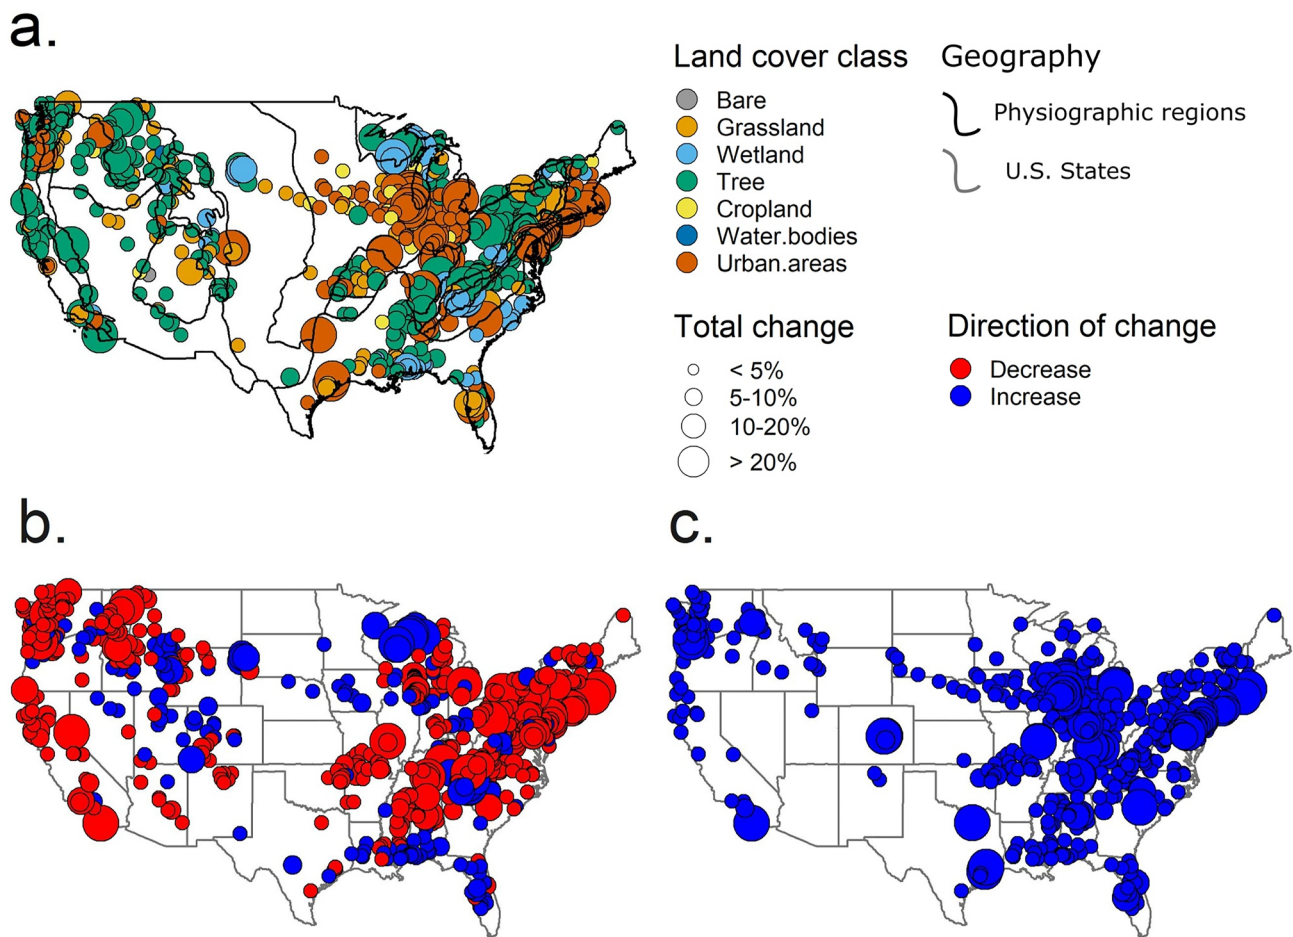 a.
Land cover class
Bare
Grassland
Wetland
Tree
Cropland
Water.bodies
Urban.areas
Geography
Physiographic regions
U.S. States
Total change
< 5%
5-10%
10-20%
> 20%
Direction of change
Decrease
Increase
b.
c.